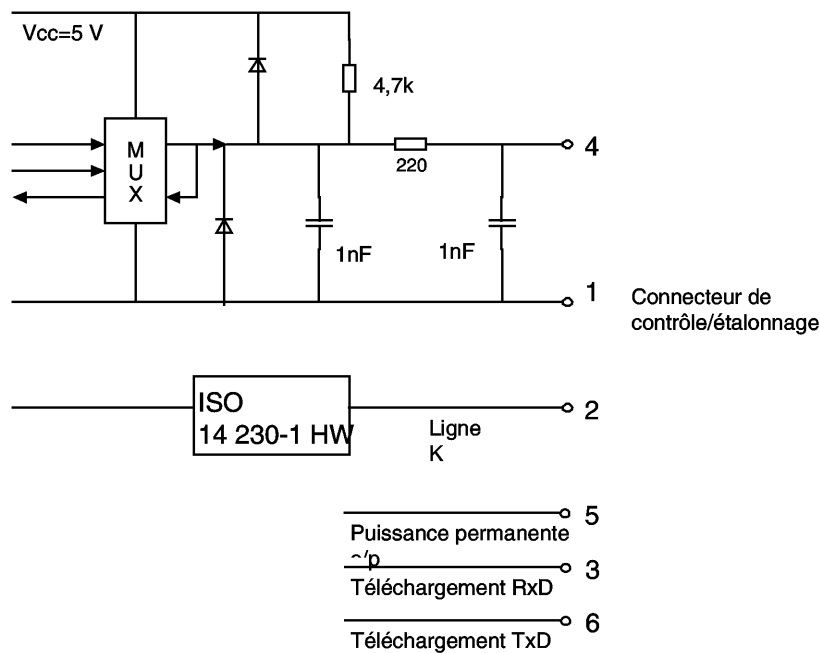 Vcc=5 V
4,7k
M
U
X
4
220
1nF
1nF
1
Connecteur de
contrôle/étalonnage
ISO
14 230-1 HW
2
Ligne
K
5
Puissance permanente
3
Téléchargement RxD
6
Téléchargement TxD